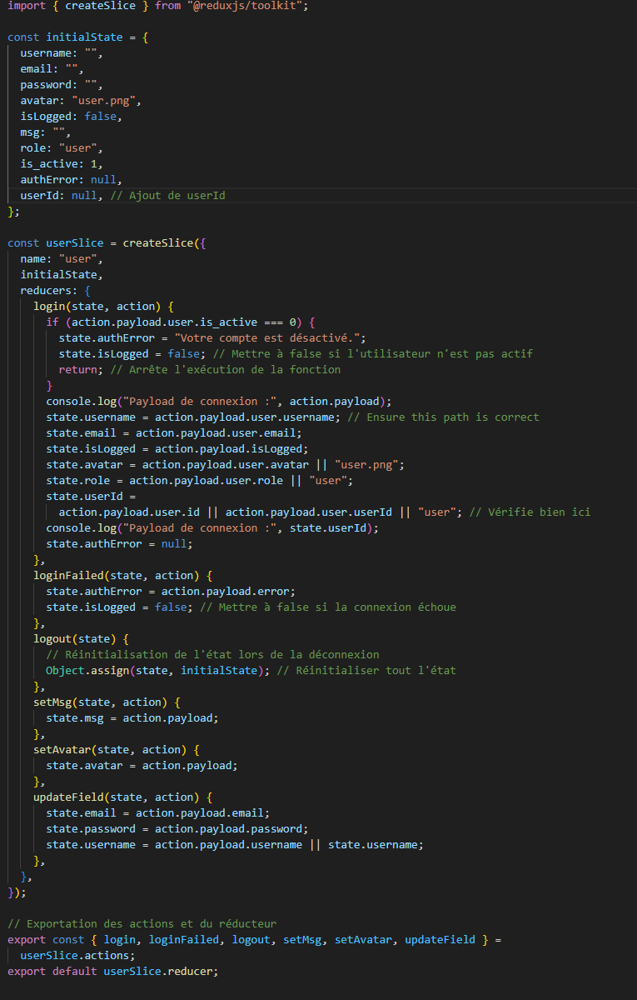 import { createSlice } from "@reduxjs/toolkit";
const initialState = {
username: "",
email: "",
password: "",
avatar: "user.png",
isLogged: false,
msg: "",
role: "user",
is_active: 1,
authError: null,
userId: null, // Ajout de userId
};
const userSlice = createSlice({
name: "user",
initialState,
reducers: {
login(state, action) {
if (action.payload.user.is_active === 0) {
state.authError = "Votre compte est désactivé.";
state.isLogged = false; // Mettre à false si l'utilisateur n'est pas actif
return; // Arrête l'exécution de la fonction
}
console.log("Payload de connexion :", action.payload);
state.username = action.payload.user.username; // Ensure this path is correct
state.email = action.payload.user.email;
state.isLogged = action.payload.isLogged;
state.avatar = action.payload.user.avatar || "user.png";
state.role = action.payload.user.role || "user";
state.userId =
action.payload.user.id || action.payload.user.userId || "user"; // Vérifie bien ici
console.log("Payload de connexion :", state.userId);
state.authError = null;
},
loginFailed(state, action) {
state.authError = action.payload.error;
state.isLogged = false; // Mettre à false si la connexion échoue
},
logout(state) {
// Réinitialisation de l'état lors de la déconnexion
Object.assign(state, initialState); // Réinitialiser tout l'état
},
setMsg(state, action) {
state.msg = action.payload;
},
setAvatar(state, action) {
state.avatar = action.payload;
},
updateField(state, action) {
state.email = action.payload.email;
state.password = action.payload.password;
state.username = action.payload.username || state.username;
},
},
});
// Exportation des actions et du réducteur
export const { login, loginFailed, logout, setMsg, setAvatar, updateField } =
userSlice.actions;
export default userSlice.reducer;